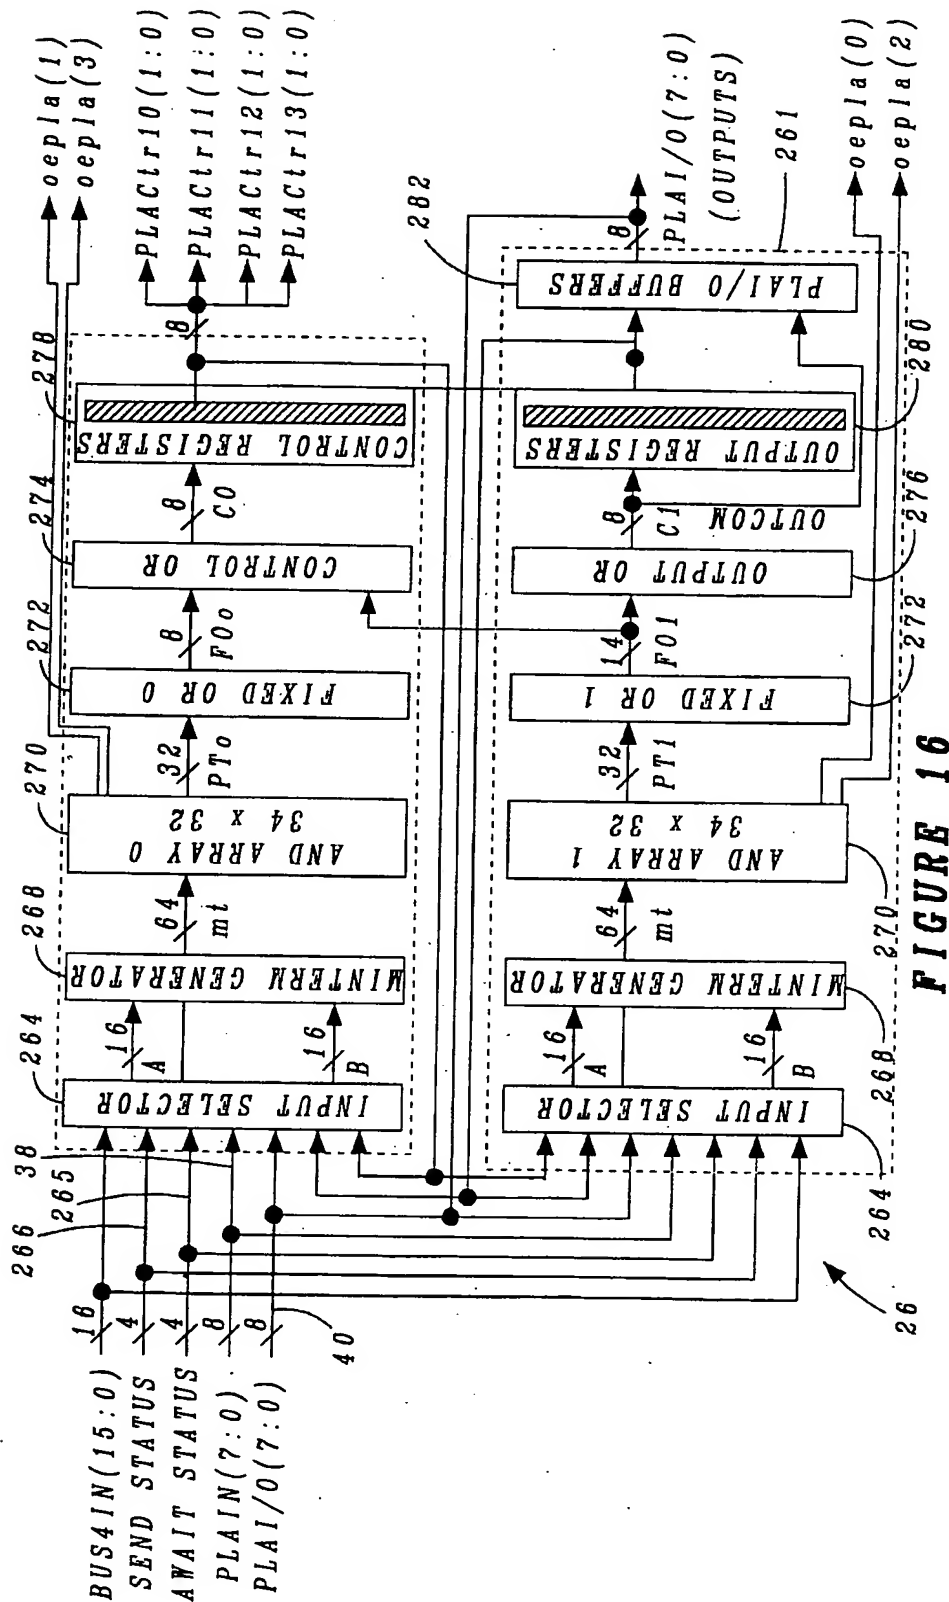 BUS4IN(15:0)
SEND STATUS
AWAIT STATUS
PLAIN(7:0)
PLAI/O(7:0)
16
4
4
8
8
266
265
38
40
264
INPUT SELECTOR
16
A
16
B
268
MINTERM GENERATOR
64
mt
270
AND ARRAY 0
34 x 32
32
PTo
272
FIXED OR 0
8
FOo
274
CONTROL OR
8
CO
278
CONTROL REGISTERS
8
oepla(1)
oepla(3)
PLACtr10(1:0)
PLACtr11(1:0)
PLACtr12(1:0)
PLACtr13(1:0)
INPUT SELECTOR
264
16
A
16
B
MINTERM GENERATOR
268
64
mt
AND ARRAY 1
34 x 32
270
32
PT1
FIXED OR 1
272
14
FO1
OUTPUT OR
276
8
C1
OUTCOM
OUTPUT REGISTERS
280
PLAI/O BUFFERS
282
8
PLAI/O(7:0)
(OUTPUTS)
261
oepla(0)
oepla(2)
26
FIGURE 16